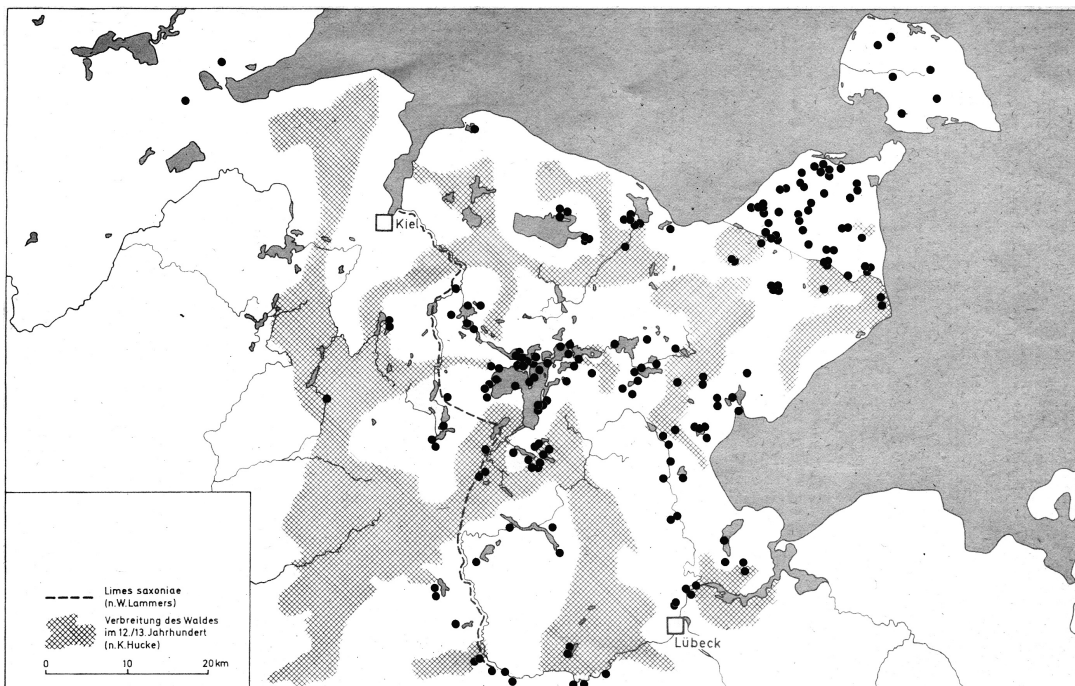 Kiel
Lübeck
Limes saxoniae
(n.W.Lammers)
Verbreitung des Waldes
im 12./13. Jahrhundert
(n.K.Hucke)
0 10 20 km